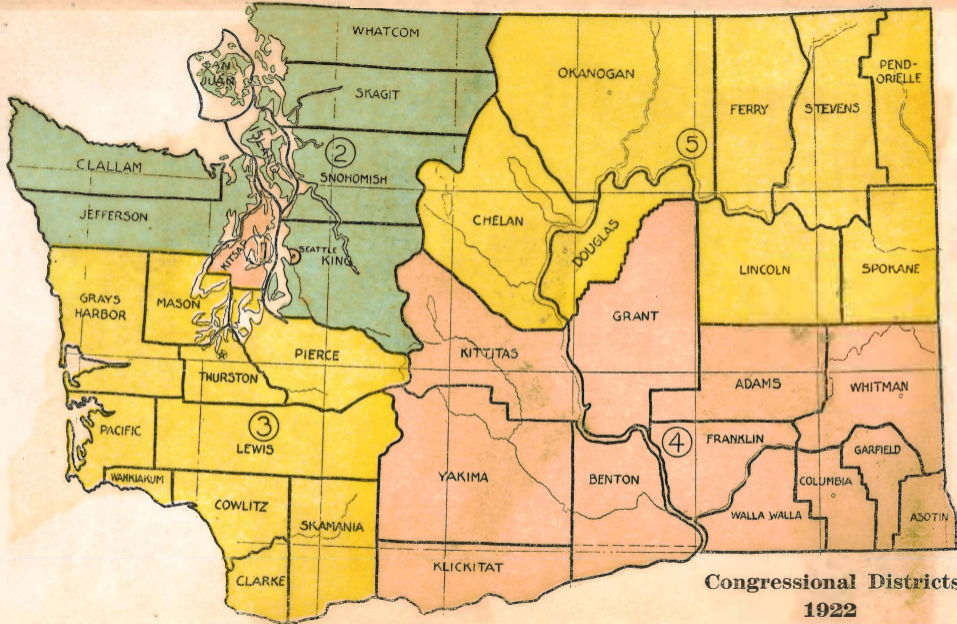 WHATCOM
SAN
JUAN
SKAGIT
OKANOGAN
FERRY
STEVENS
PEND-
ORIELLE
②
SNOHOMISH
⑤
CLALLAM
JEFFERSON
CHELAN
DOUGLAS
KITSAP
SEATTLE
KING
LINCOLN
SPOKANE
GRAYS
HARBOR
MASON
GRANT
PIERCE
KITTITAS
THURSTON
ADAMS
WHITMAN
PACIFIC
③
LEWIS
④
FRANKLIN
GARFIELD
WAHKIAKUM
YAKIMA
BENTON
COLUMBIA
COWLITZ
SKAMANIA
WALLA WALLA
ASOTIN
KLICKITAT
CLARKE
Congressional Districts
1922